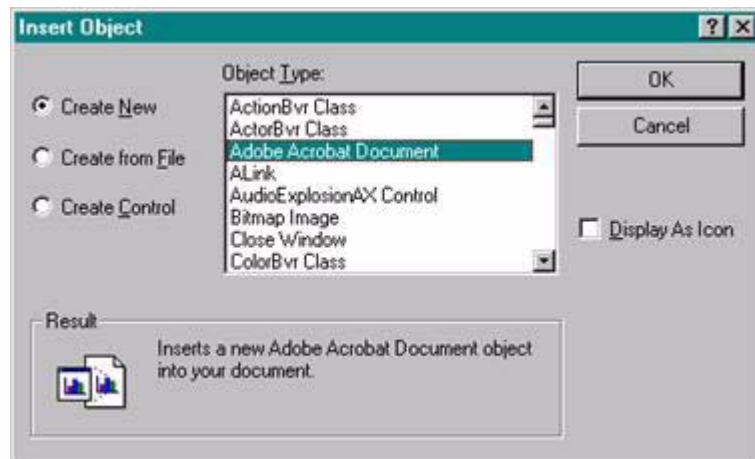 Insert Object
Object Type:
Create New
Create from File
Create Control
ActionBvr Class
ActorBvr Class
Adobe Acrobat Document
ALink
AudioExplosionAX Control
Bitmap Image
Close Window
ColorBvr Class
OK
Cancel
Display As Icon
Result
Inserts a new Adobe Acrobat Document object
into your document.